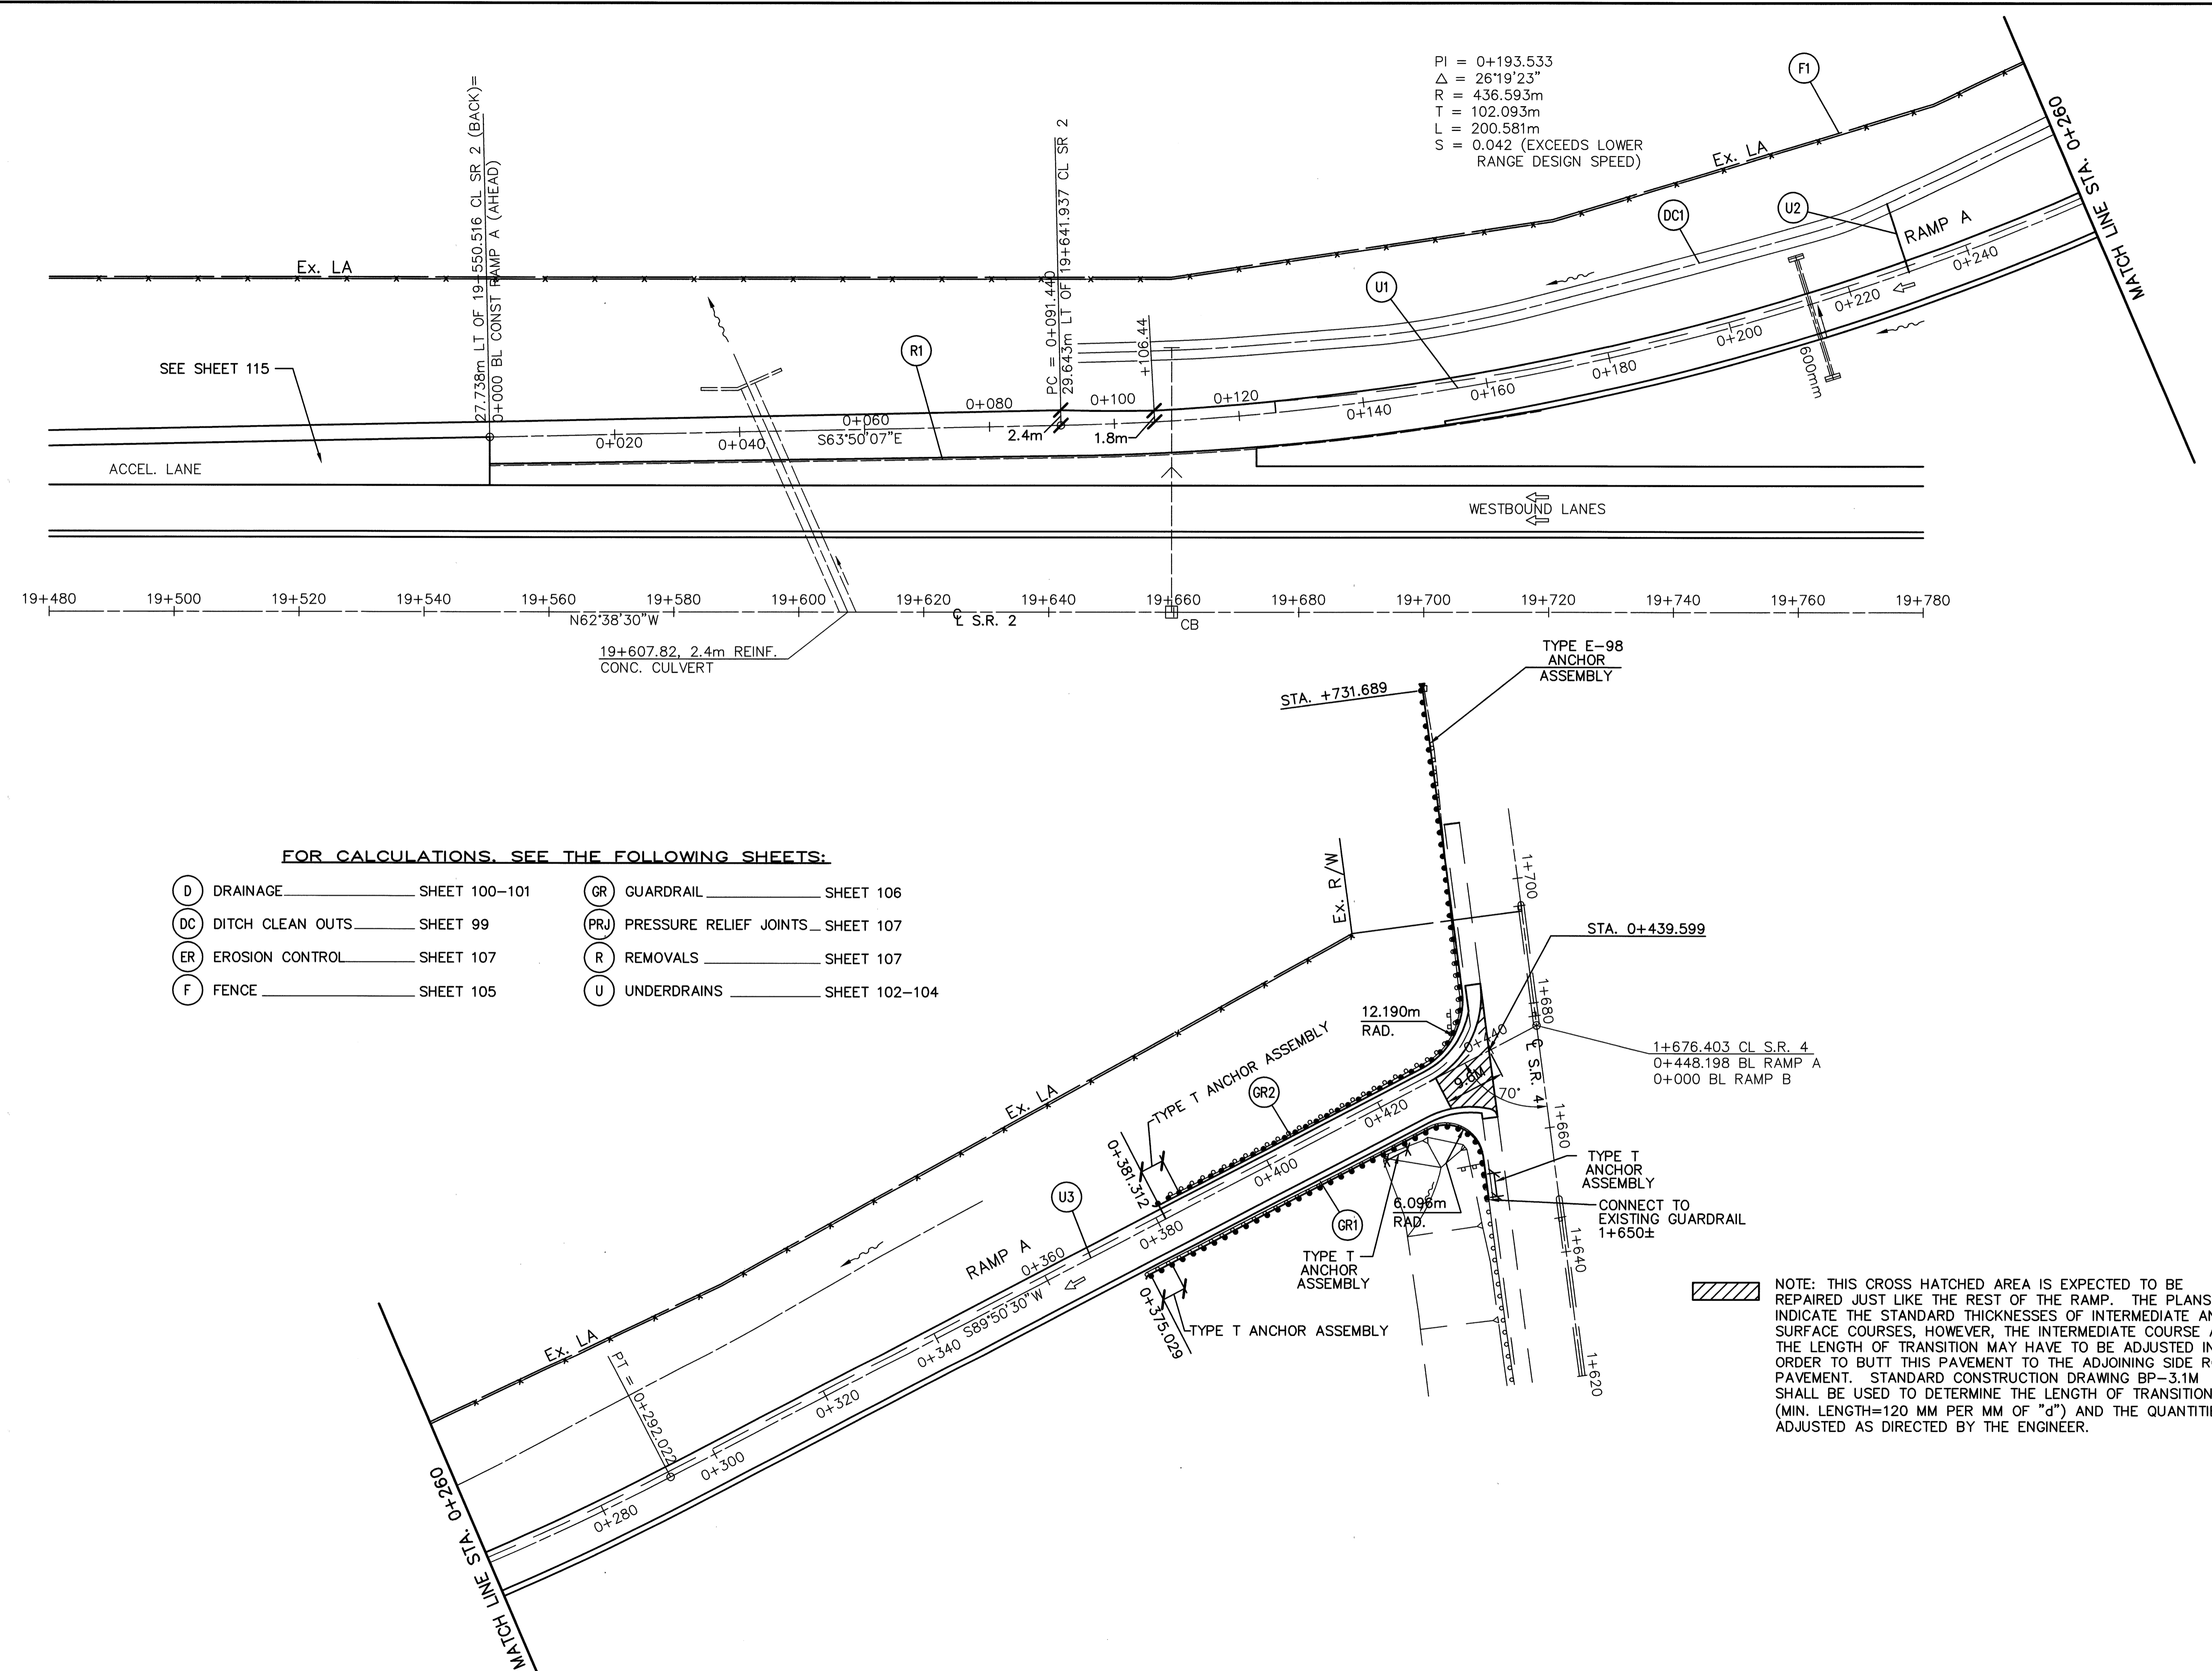 PI = 0+193.533
△ = 26°19'23"
R = 436.593m
T = 102.093m
L = 200.581m
S = 0.042 (EXCEEDS LOWER
RANGE DESIGN SPEED)
F1
Ex. LA
DC1
U2
RAMP A
MATCH LINE STA. 0+260
27.738m LT OF 19+550.516 CL SR 2 (BACK)=
0+000 BL CONST RAMP A (AHEAD)
PC = 0+091.440
29.643m LT OF 19+641.937 CL SR 2
+106.44
Ex. LA
U1
R1
SEE SHEET 115
600mm
0+020
0+040
0+060
0+080
0+100
0+120
0+140
0+160
0+180
0+200
0+220
0+240
S63°50'07"E
2.4m
1.8m
ACCEL. LANE
WESTBOUND LANES
19+480
19+500
19+520
19+540
19+560
19+580
19+600
19+620
19+640
19+660
19+680
19+700
19+720
19+740
19+760
19+780
N62°38'30"W
℄ S.R. 2
CB
19+607.82, 2.4m REINF.
CONC. CULVERT
TYPE E-98
ANCHOR
ASSEMBLY
STA. +731.689
FOR CALCULATIONS, SEE THE FOLLOWING SHEETS:
D DRAINAGE SHEET 100-101
DC DITCH CLEAN OUTS SHEET 99
ER EROSION CONTROL SHEET 107
F FENCE SHEET 105
GR GUARDRAIL SHEET 106
PRJ PRESSURE RELIEF JOINTS SHEET 107
R REMOVALS SHEET 107
U UNDERDRAINS SHEET 102-104
Ex. R/W
1+700
STA. 0+439.599
1+680
12.190m
RAD.
0+440
℄ S.R. 4
1+676.403 CL S.R. 4
0+448.198 BL RAMP A
0+000 BL RAMP B
9.6M
70°
TYPE T ANCHOR ASSEMBLY
GR2
Ex. LA
0+420
1+660
0+381.312
0+400
TYPE T
ANCHOR
ASSEMBLY
CONNECT TO
EXISTING GUARDRAIL
1+650±
U3
6.096m
RAD.
GR1
0+380
TYPE T
ANCHOR
ASSEMBLY
1+640
RAMP A
0+360
S89°50'30"W
0+375.029
TYPE T ANCHOR ASSEMBLY
0+340
1+620
Ex. LA
PT = 0+292.022
0+320
0+300
0+280
MATCH LINE STA. 0+260
NOTE: THIS CROSS HATCHED AREA IS EXPECTED TO BE
REPAIRED JUST LIKE THE REST OF THE RAMP. THE PLANS
INDICATE THE STANDARD THICKNESSES OF INTERMEDIATE
SURFACE COURSES, HOWEVER, THE INTERMEDIATE COURSE
THE LENGTH OF TRANSITION MAY HAVE TO BE ADJUSTED IN
ORDER TO BUTT THIS PAVEMENT TO THE ADJOINING SIDE
PAVEMENT. STANDARD CONSTRUCTION DRAWING BP-3.1M
SHALL BE USED TO DETERMINE THE LENGTH OF TRANSITION
(MIN. LENGTH=120 MM PER MM OF "d") AND THE
ADJUSTED AS DIRECTED BY THE ENGINEER.